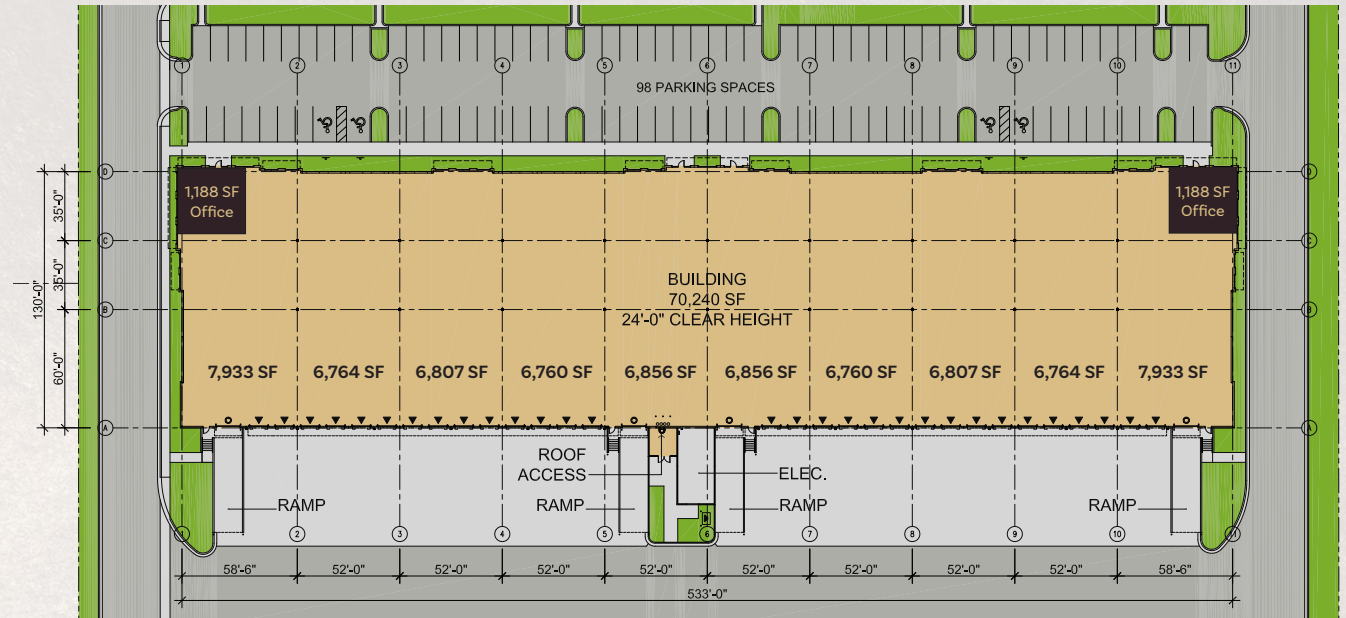 1 2 3 4 5 6 7 8 9 10 11
98 PARKING SPACES
D D
1,188 SF
Office
1,188 SF
Office
35'-0"
C C
35'-0"
130'-0"
BUILDING
70,240 SF
24'-0" CLEAR HEIGHT
B B
60'-0"
7,933 SF 6,764 SF 6,807 SF 6,760 SF 6,856 SF 6,856 SF 6,760 SF 6,807 SF 6,764 SF 7,933 SF
A A
ROOF
ACCESS
ELEC.
RAMP RAMP RAMP RAMP
1 2 3 4 5 6 7 8 9 10 11
58'-6" 52'-0" 52'-0" 52'-0" 52'-0" 52'-0" 52'-0" 52'-0" 52'-0" 58'-6"
533'-0"